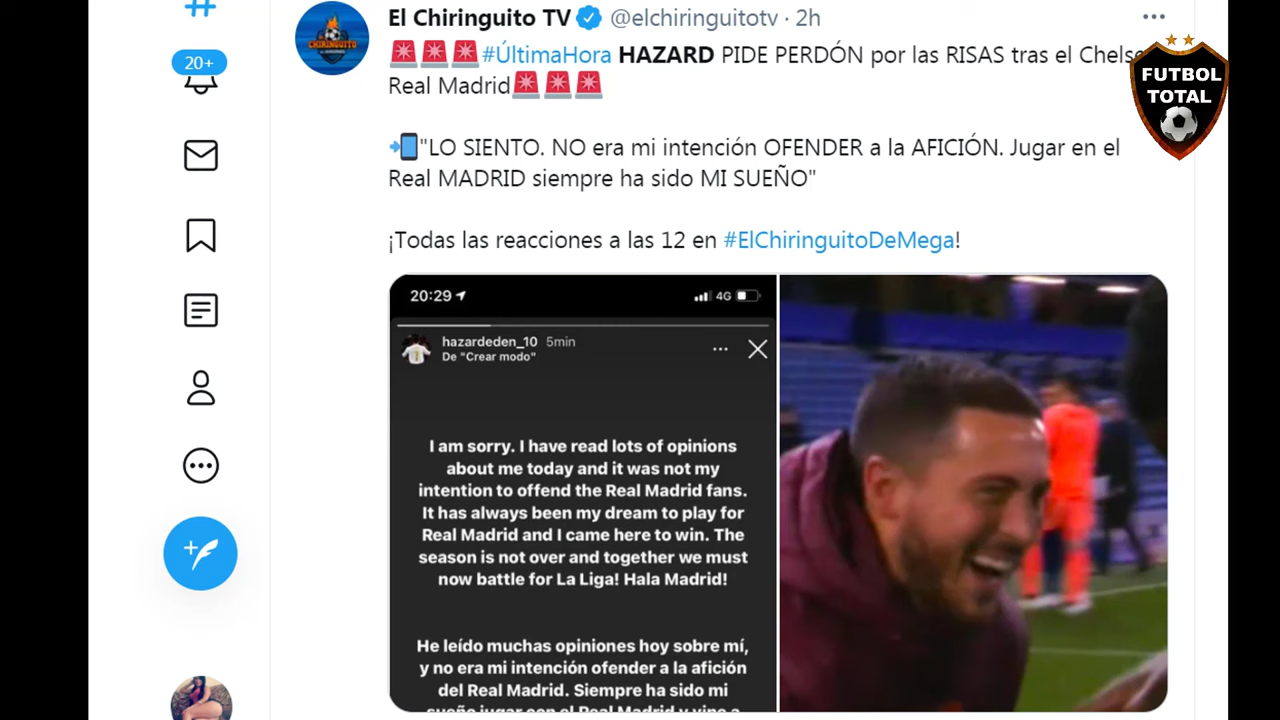 El Chiringuito TV @elchiringuitotv · 2h
#ÚltimaHora HAZARD PIDE PERDÓN por las RISAS tras el Chelse
Real Madrid
"LO SIENTO. NO era mi intención OFENDER a la AFICIÓN. Jugar en el
Real MADRID siempre ha sido MI SUEÑO"
¡Todas las reacciones a las 12 en #ElChiringuitoDeMega!
20+
FUTBOL
TOTAL
CHIRINGUITO
20:29
4G
hazardeden_10 5min
De "Crear modo"
I am sorry. I have read lots of opinions
about me today and it was not my
intention to offend the Real Madrid fans.
It has always been my dream to play for
Real Madrid and I came here to win. The
season is not over and together we must
now battle for La Liga! Hala Madrid!
He leído muchas opiniones hoy sobre mí,
y no era mi intención ofender a la afición
del Real Madrid. Siempre ha sido mi
sueño jugar con el Real Madrid y vine a